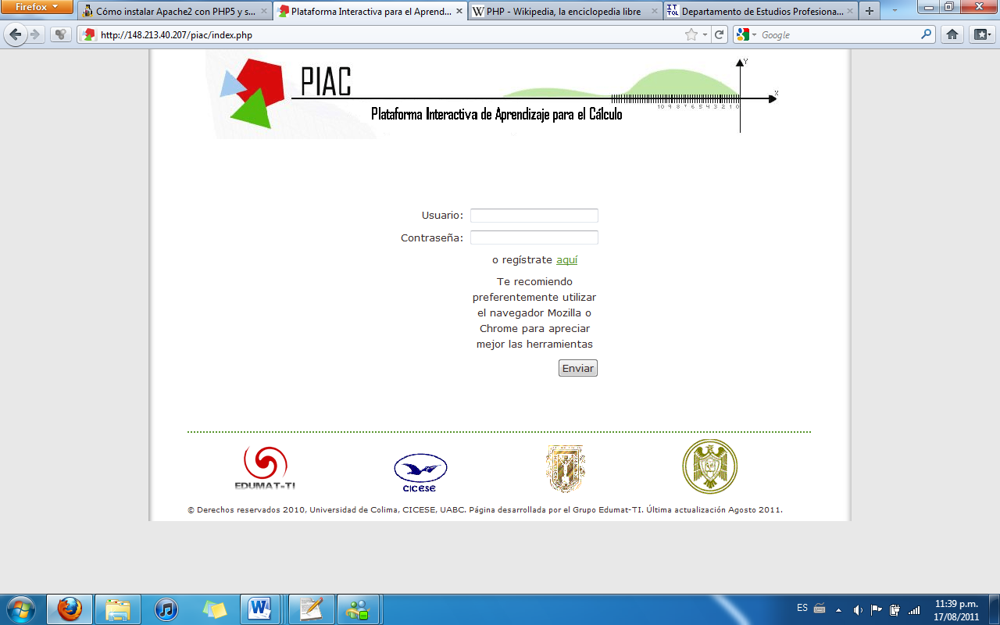 Firefox
Cómo instalar Apache2 con PHP5 y s...
Plataforma Interactiva para el Aprend...
PHP - Wikipedia, la enciclopedia libre
IT
TOL
Departamento de Estudios Profesiona...
http://148.213.40.207/piac/index.php
Google
PIAC
Y
X
10 9 8 7 6 5 4 3 2 1 0
Plataforma Interactiva de Aprendizaje para el Cálculo
Usuario:
Contraseña:
o regístrate aquí
Te recomiendo
preferentemente utilizar
el navegador Mozilla o
Chrome para apreciar
mejor las herramientas
Enviar
EDUMAT-TI
CICESE
© Derechos reservados 2010, Universidad de Colima, CICESE, UABC. Página desarrollada por el Grupo Edumat-TI. Última actualización Agosto 2011.
ES
11:39 p.m.
17/08/2011